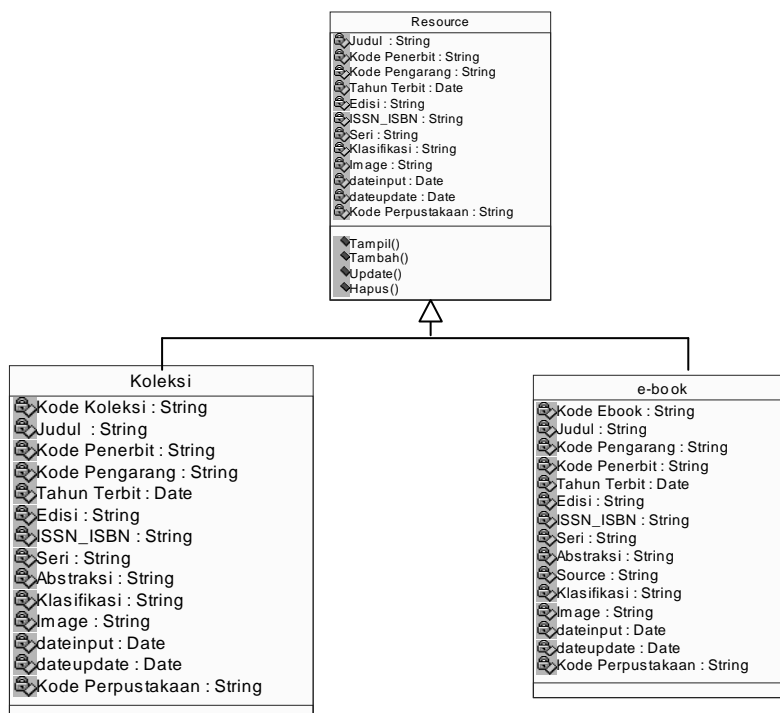 Resource
Judul : String
Kode Penerbit : String
Kode Pengarang : String
Tahun Terbit : Date
Edisi : String
ISSN_ISBN : String
Seri : String
Klasifikasi : String
Image : String
dateinput : Date
dateupdate : Date
Kode Perpustakaan : String
Tampil()
Tambah()
Update()
Hapus()
Koleksi
Kode Koleksi : String
Judul : String
Kode Penerbit : String
Kode Pengarang : String
Tahun Terbit : Date
Edisi : String
ISSN_ISBN : String
Seri : String
Abstraksi : String
Klasifikasi : String
Image : String
dateinput : Date
dateupdate : Date
Kode Perpustakaan : String
e-book
Kode Ebook : String
Judul : String
Kode Pengarang : String
Kode Penerbit : String
Tahun Terbit : Date
Edisi : String
ISSN_ISBN : String
Seri : String
Abstraksi : String
Source : String
Klasifikasi : String
Image : String
dateinput : Date
dateupdate : Date
Kode Perpustakaan : String